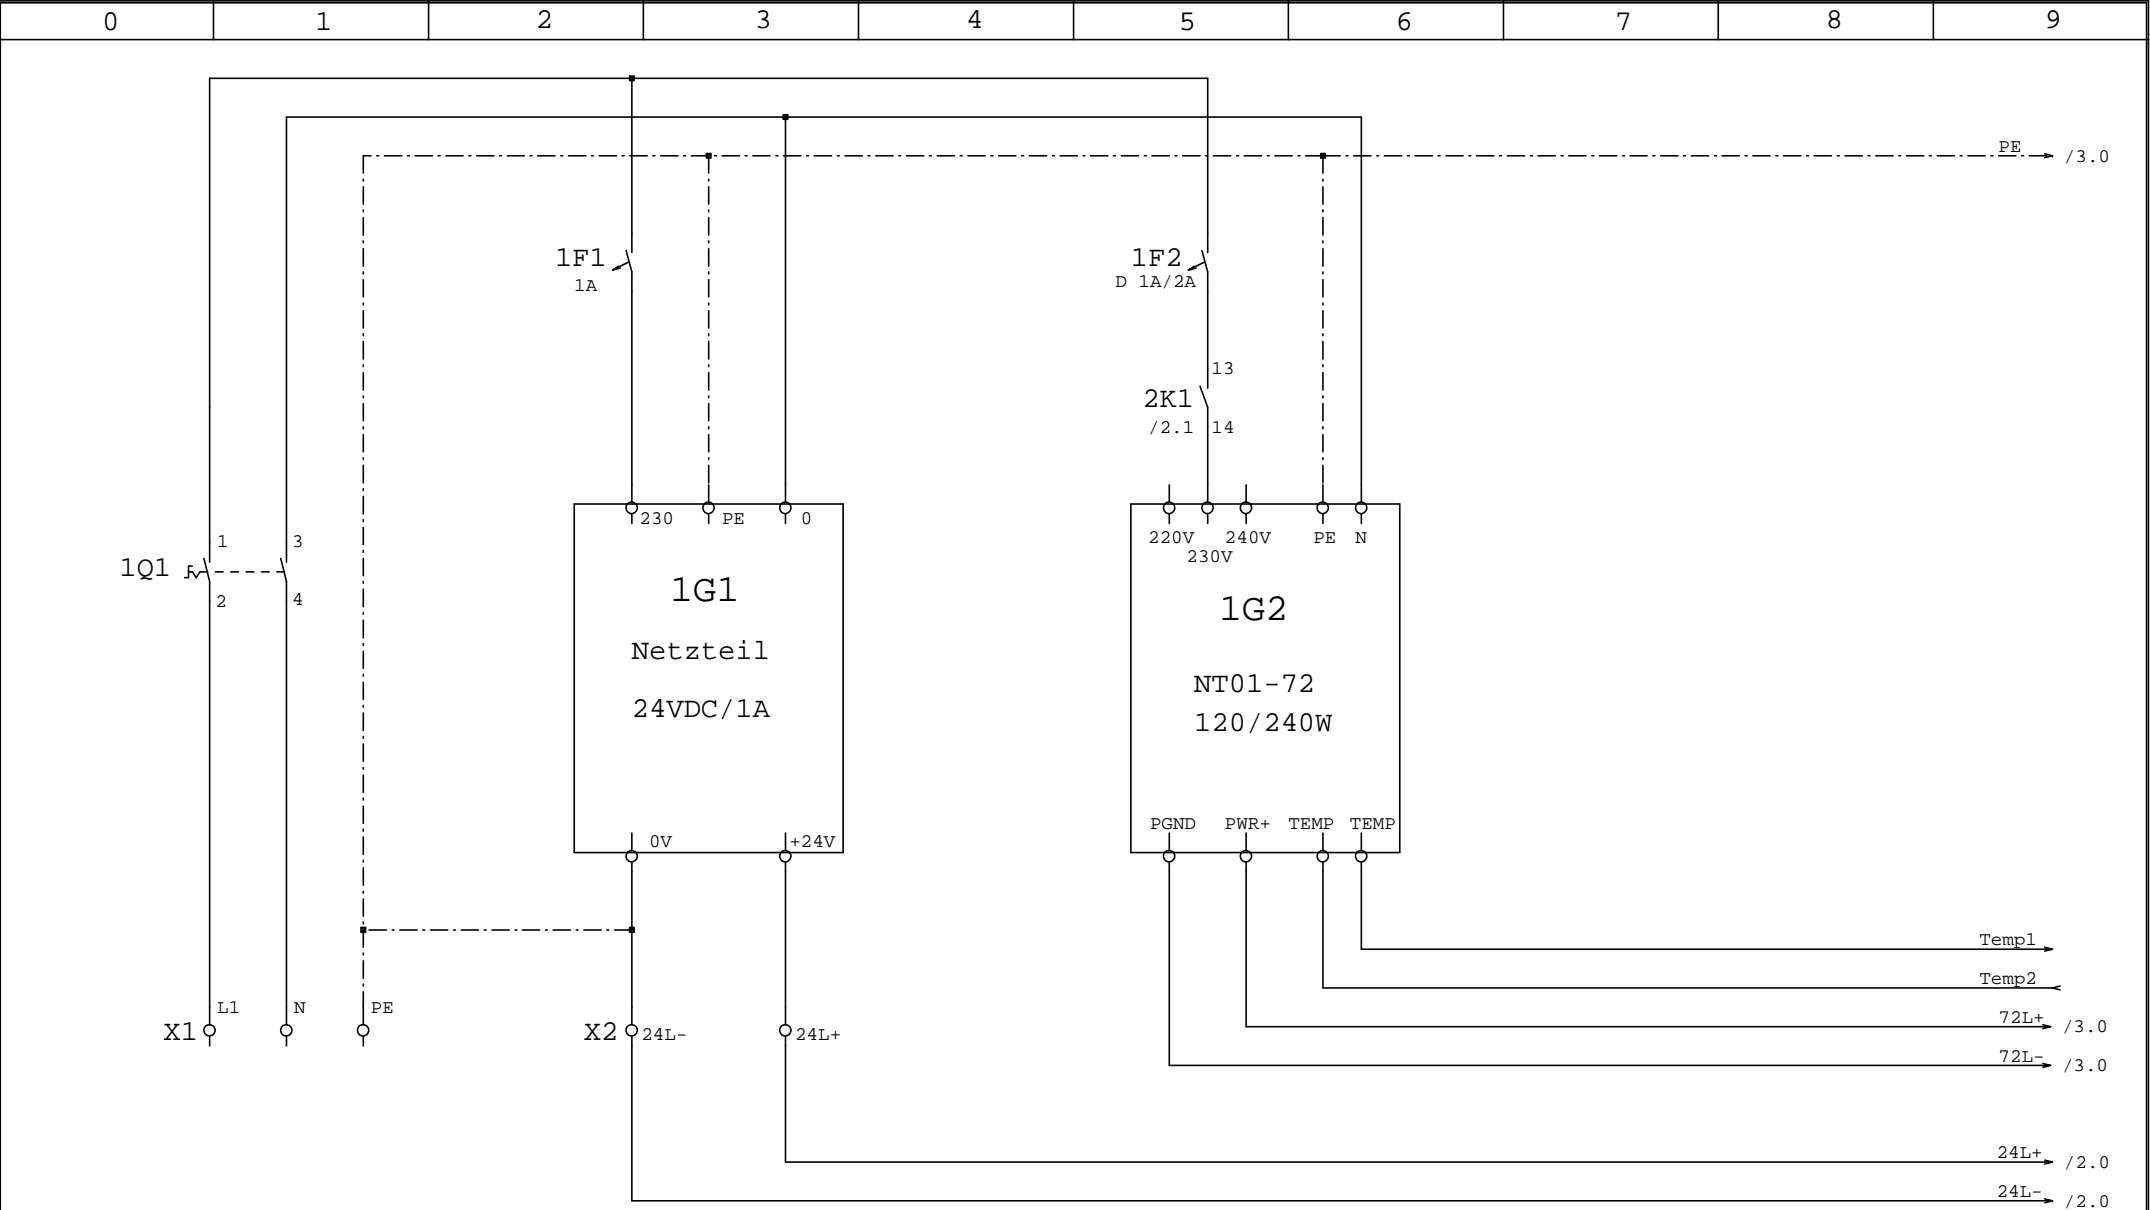 0 1 2 3 4 5 6 7 8 9
PE /3.0
1F1
1A
1F2
D 1A/2A
13
2K1
/2.1 14
230 PE 0
220V 240V PE N
230V
1 3
1Q1
2 4
1G1
Netzteil
24VDC/1A
1G2
NT01-72
120/240W
0V +24V
PGND PWR+ TEMP TEMP
Temp1
Temp2
L1 N PE
X1
X2 24L- 24L+
72L+ /3.0
72L- /3.0
24L+ /2.0
24L- /2.0